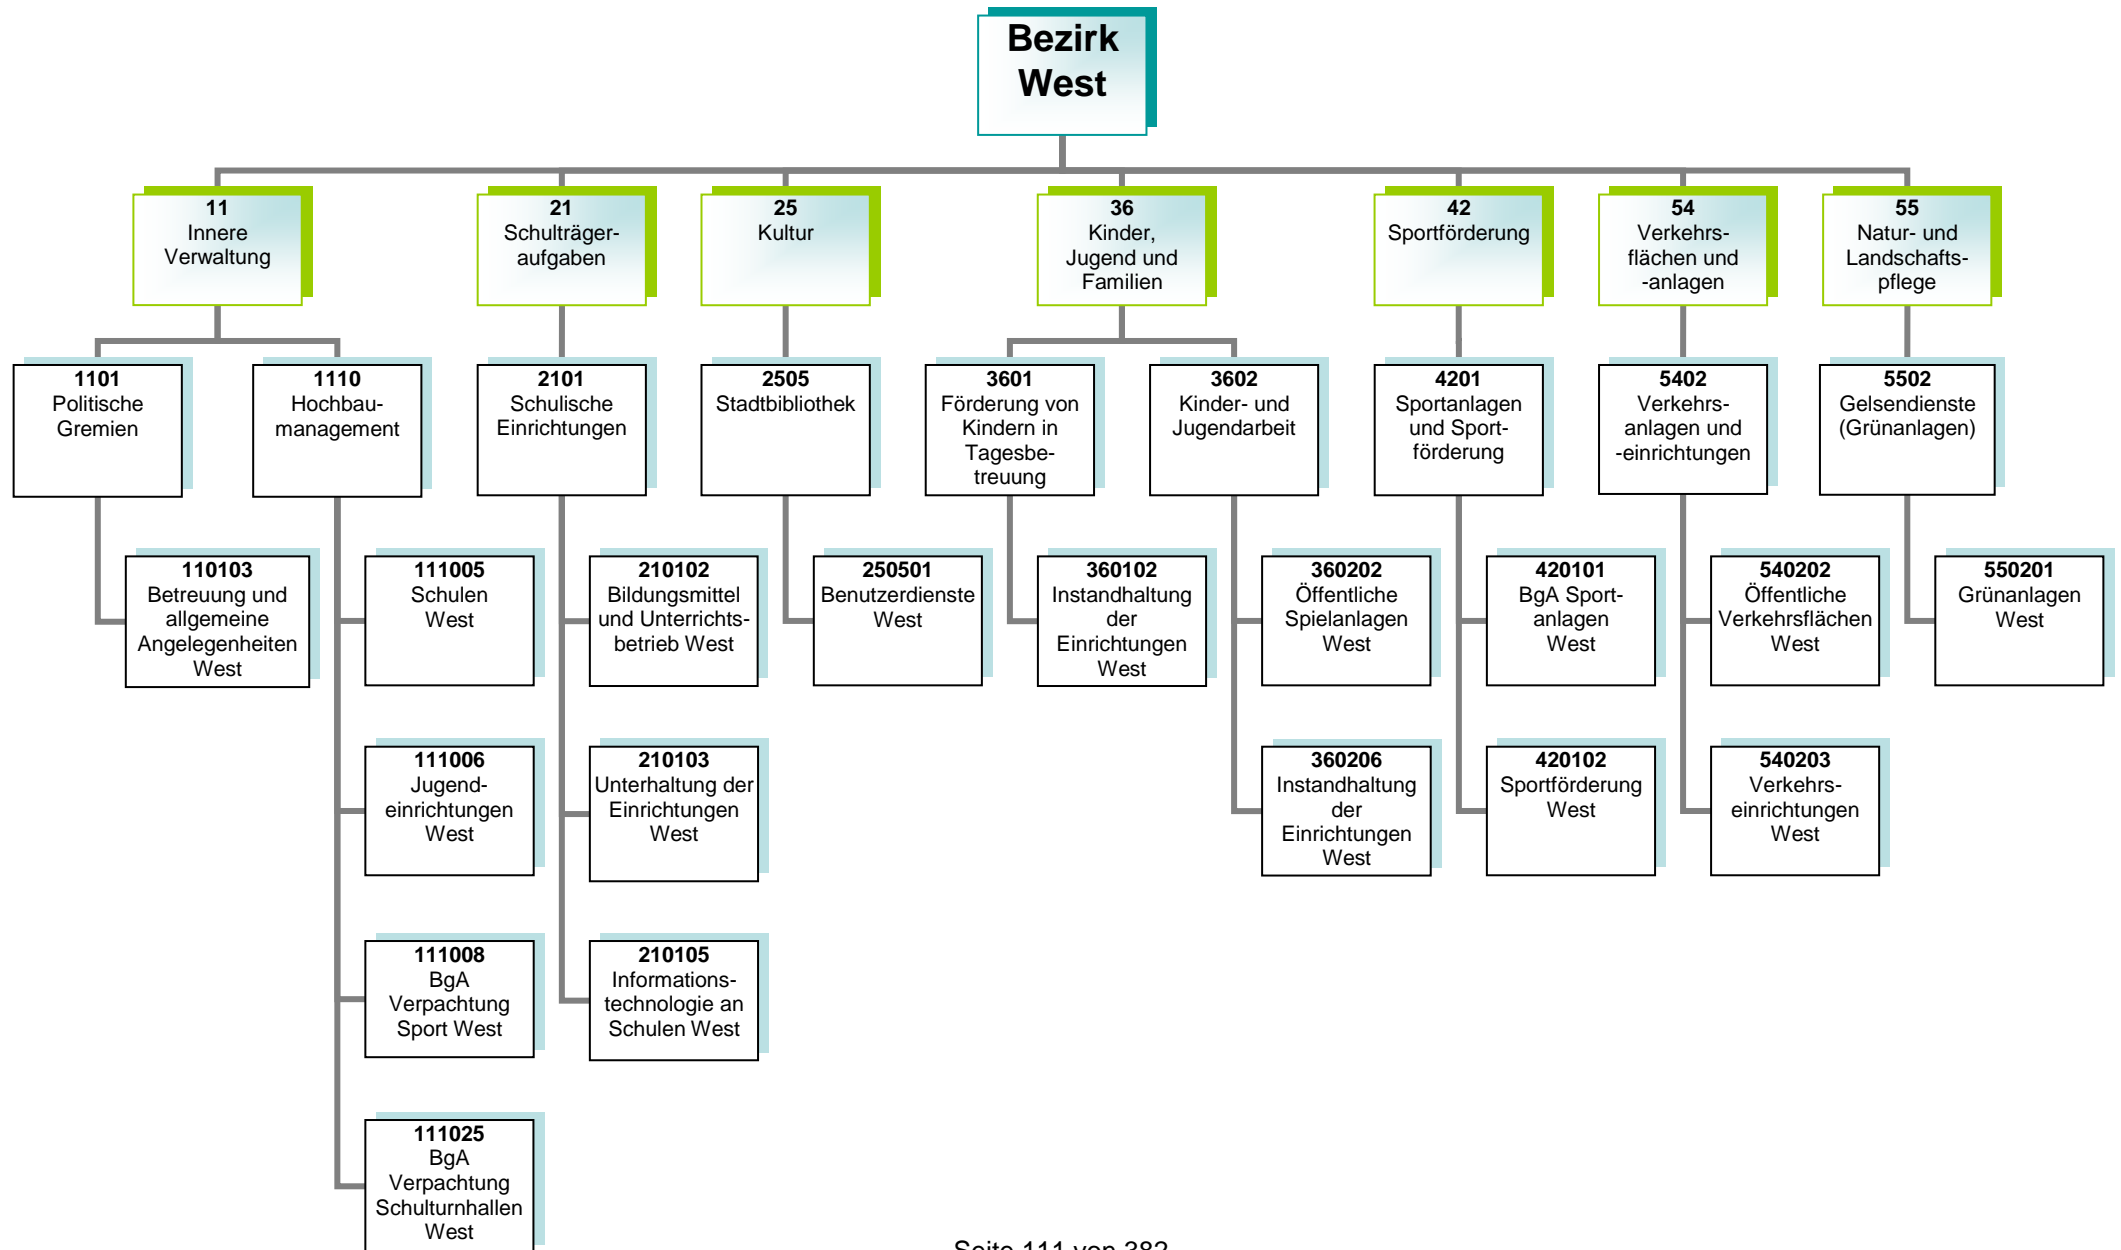 Bezirk
West
11
Innere
Verwaltung
21
Schulträger-
aufgaben
25
Kultur
36
Kinder,
Jugend und
Familien
42
Sportförderung
54
Verkehrs-
flächen und
-anlagen
55
Natur- und
Landschafts-
pflege
1101
Politische
Gremien
1110
Hochbau-
management
2101
Schulische
Einrichtungen
2505
Stadtbibliothek
3601
Förderung von
Kindern in
Tagesbe-
treuung
3602
Kinder- und
Jugendarbeit
4201
Sportanlagen
und Sport-
förderung
5402
Verkehrs-
anlagen und
-einrichtungen
5502
Gelsendienste
(Grünanlagen)
110103
Betreuung und
allgemeine
Angelegenheiten
West
111005
Schulen
West
210102
Bildungsmittel
und Unterrichts-
betrieb West
250501
Benutzerdienste
West
360102
Instandhaltung
der
Einrichtungen
West
360202
Öffentliche
Spielanlagen
West
420101
BgA Sport-
anlagen
West
540202
Öffentliche
Verkehrsflächen
West
550201
Grünanlagen
West
111006
Jugend-
einrichtungen
West
210103
Unterhaltung der
Einrichtungen
West
360206
Instandhaltung
der
Einrichtungen
West
420102
Sportförderung
West
540203
Verkehrs-
einrichtungen
West
111008
BgA
Verpachtung
Sport West
210105
Informations-
technologie an
Schulen West
111025
BgA
Verpachtung
Schulturnhallen
West
Seite 111 von 382